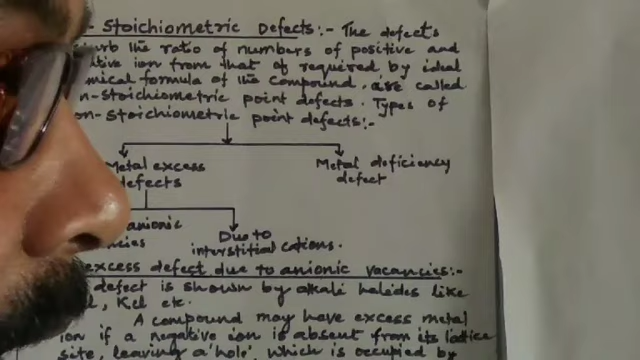 - Stoichiometric Defects:- The defects
the ratio of numbers of positive and
ion from that of required by ideal
formula of the compound, are called
n-stoichiometric point defects. Types of
on-stoichiometric point defects:-
Metal excess defects
Metal deficiency defect
anionic
Due to interstitial cations.
excess defect due to anionic vacancies:-
defect is shown by alkali halides like
, KCl etc.
A compound may have excess metal
ion if a negative ion is absent from its lattice
site, leaving a 'hole', which is occupied by